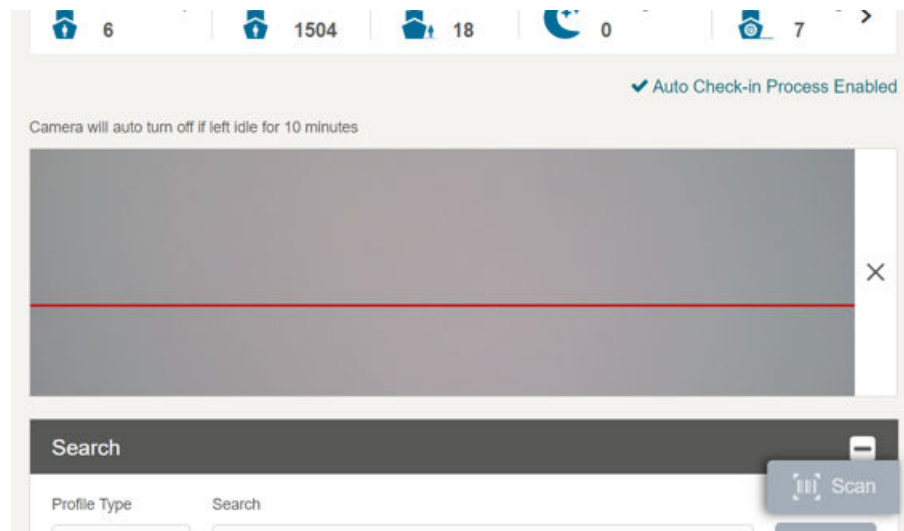 6 1504 18 0 7
Auto Check-in Process Enabled
Camera will auto turn off if left idle for 10 minutes
Search
Scan
Profile Type Search